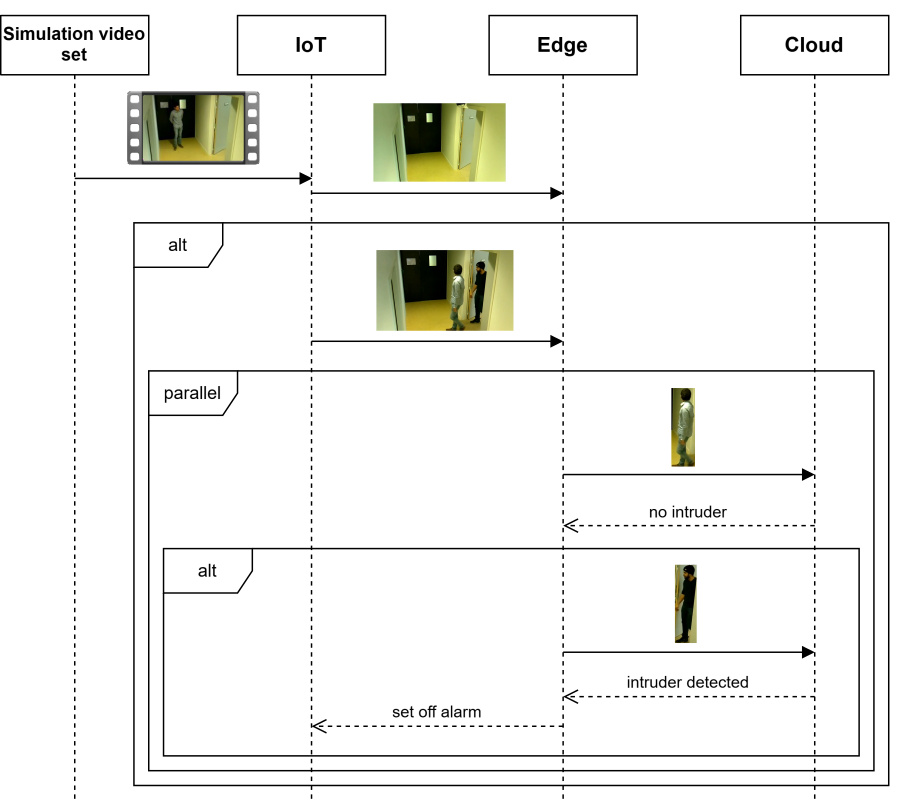 Simulation video
set
IoT
Edge
Cloud
alt
parallel
no intruder
alt
intruder detected
set off alarm